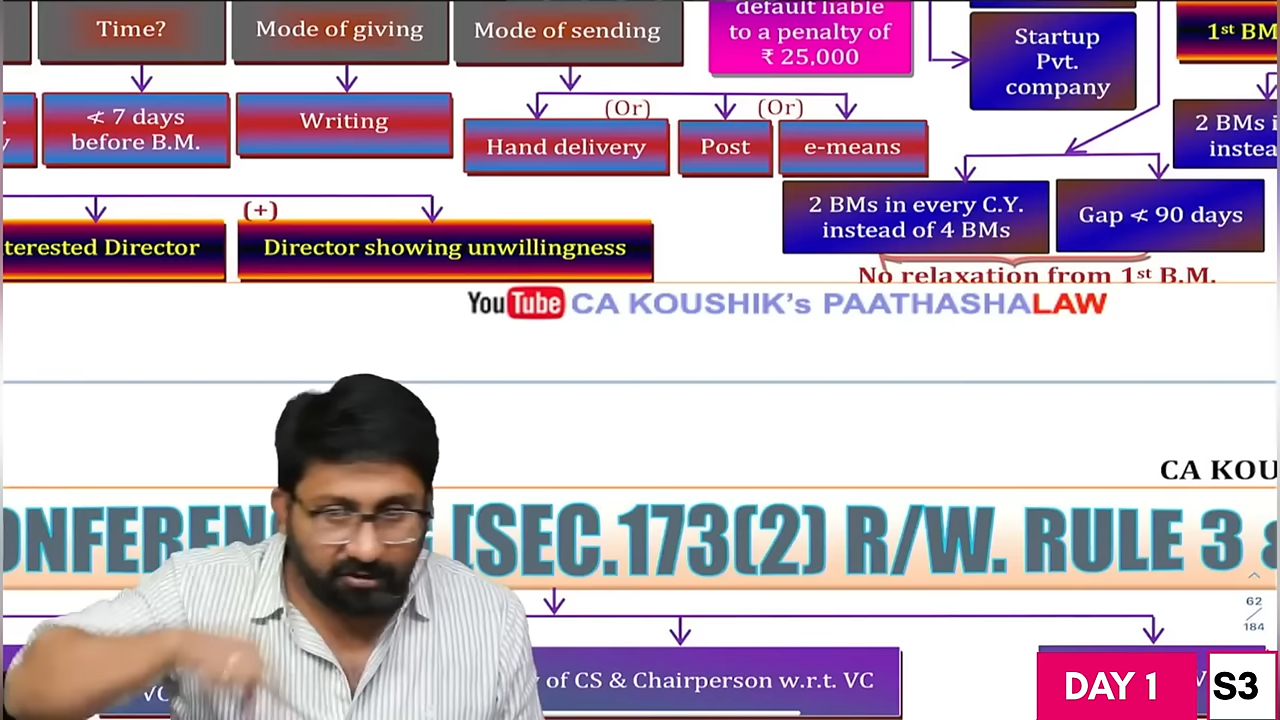 default liable
to a penalty of
₹ 25,000
Time?
Mode of giving
Mode of sending
Startup
Pvt.
company
1st BM
≮ 7 days
before B.M.
Writing
(Or)
(Or)
Hand delivery
Post
e-means
2 BMs
instea
2 BMs in every C.Y.
instead of 4 BMs
Gap ≮ 90 days
(+)
terested Director
Director showing unwillingness
No relaxation from 1st B.M.
YouTube CA KOUSHIK's PAATHASHALAW
CA KOU
ONFEREN [SEC.173(2) R/W. RULE 3 &
62
184
VC
y of CS & Chairperson w.r.t. VC
V
DAY 1 S3